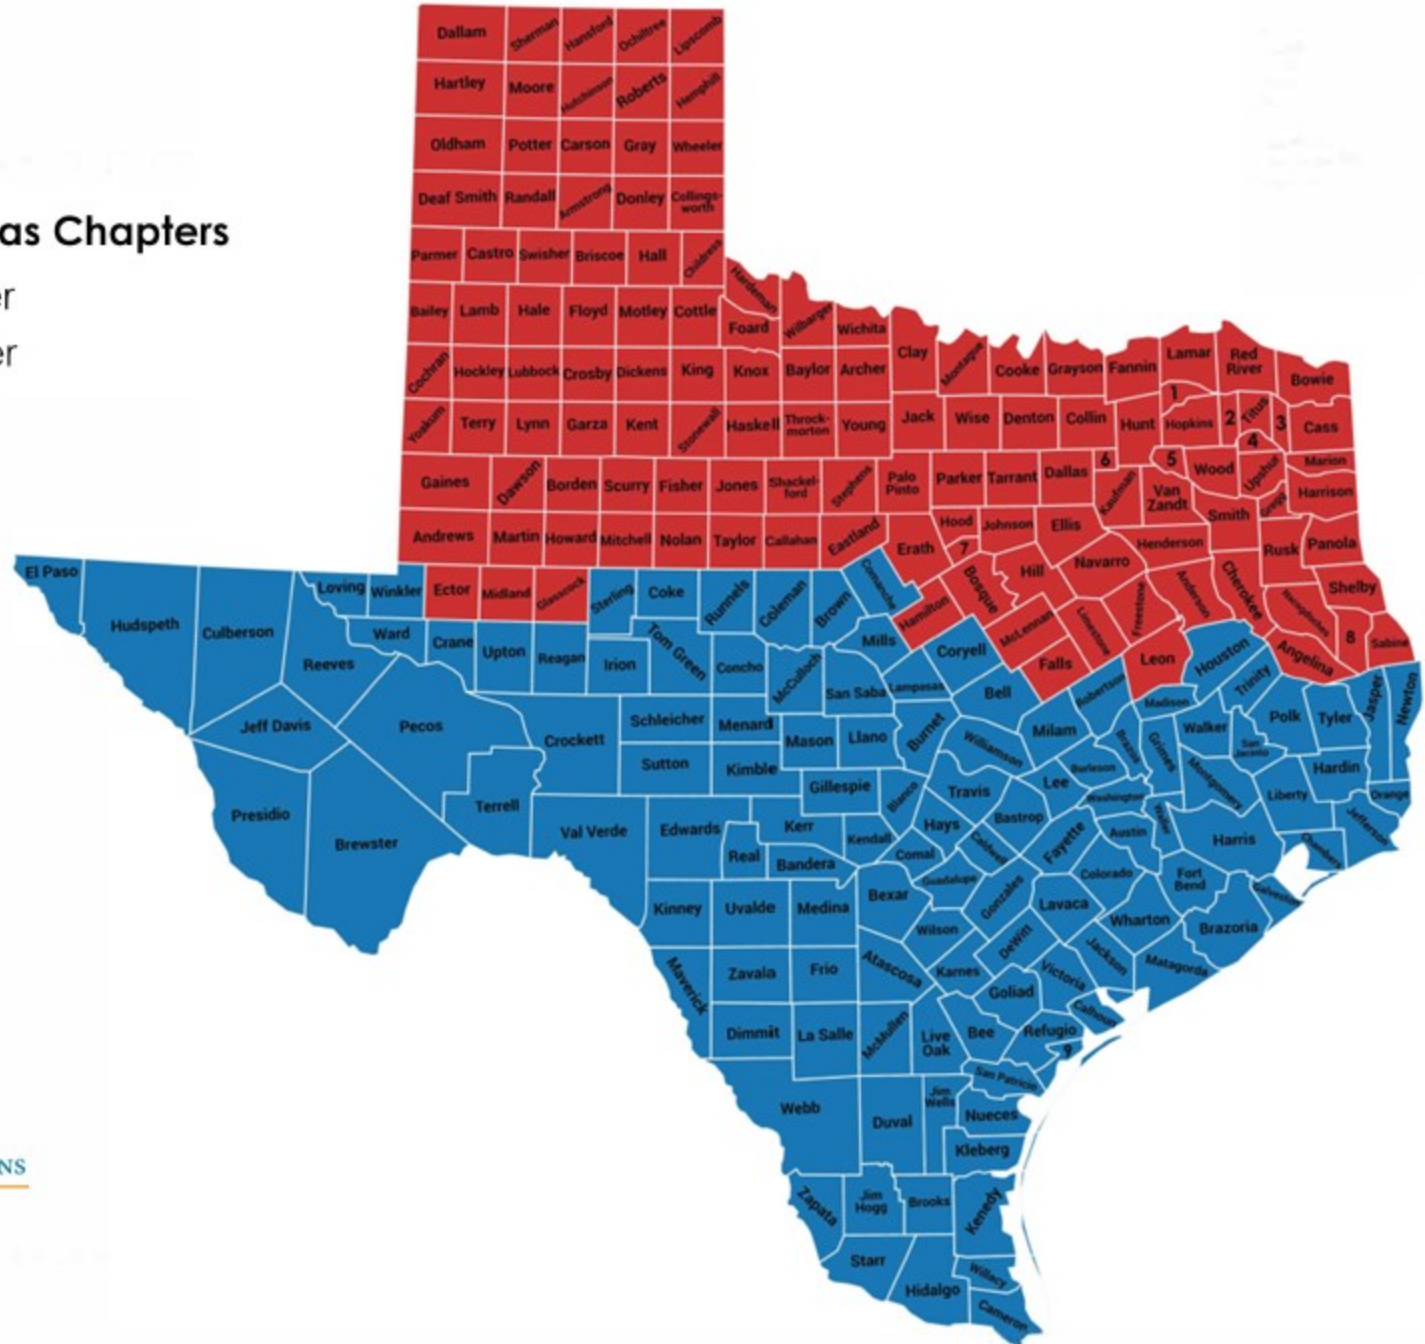 Dallam Sherman Hansford Ochiltree Lipscomb
Hartley Moore Hutchinson Roberts Hemphill
Oldham Potter Carson Gray Wheeler
Deaf Smith Randall Armstrong Donley Collings-
worth
as Chapters
Parmer Castro Swisher Briscoe Hall Childress
er
Bailey Lamb Hale Floyd Motley Cottle Hardeman
Foard Wilbarger Wichita
er
Cochran Hockley Lubbock Crosby Dickens King Knox Baylor Archer Clay Montague Cooke Grayson Fannin Lamar Red
River Bowie
1
Yoakum Terry Lynn Garza Kent Stonewall Haskell Throck-
morton Young Jack Wise Denton Collin Hunt Hopkins 2 Titus 3 Cass
4
Gaines Dawson Borden Scurry Fisher Jones Shackel-
ford Stephens Palo
Pinto Parker Tarrant Dallas 6 Kaufman 5 Wood Upshur Marion
Van
Zandt Gregg Harrison
Andrews Martin Howard Mitchell Nolan Taylor Callahan Eastland Erath Hood Johnson Ellis Henderson Smith Rusk Panola
7
El Paso Loving Winkler Ector Midland Glasscock Sterling Coke Runnels Coleman Brown Comanche Hamilton Bosque Hill Navarro Freestone Anderson Cherokee Nacogdoches Shelby
Hudspeth Culberson Reeves Ward Crane Upton Reagan Irion Tom Green Concho McCulloch Mills Coryell McLennan Limestone Falls Leon Houston Angelina 8 Sabine
San Saba Lampasas Bell Robertson Madison Trinity Jasper Newton
Jeff Davis Pecos Crockett Schleicher Menard Mason Llano Burnet Williamson Milam Brazos Grimes Walker San
Jacinto Polk Tyler
Sutton Kimble Gillespie Blanco Travis Lee Burleson Washington Montgomery Liberty Hardin Orange
Presidio Brewster Terrell Val Verde Edwards Kerr Kendall Hays Bastrop Fayette Austin Waller Harris Chambers Jefferson
Real Bandera Comal Caldwell Guadalupe Colorado Fort
Bend Galveston
Kinney Uvalde Medina Bexar Wilson Gonzales Lavaca Wharton Brazoria
Maverick Zavala Frio Atascosa Karnes DeWitt Victoria Jackson Matagorda
Goliad
Dimmit La Salle McMullen Live
Oak Bee Refugio Calhoun
9
San Patricio
Webb Duval Jim
Wells Nueces
Kleberg
NS
Zapata Jim
Hogg Brooks Kenedy
Starr Hidalgo Willacy
Cameron